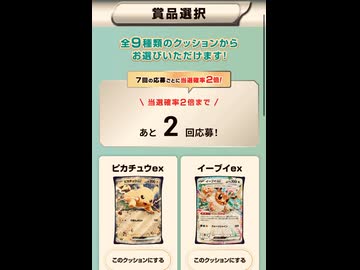 賞品選択
全9種類のクッションから
お選びいただけます!
7回の応募ごとに当選確率2倍!
\ 当選確率2倍まで /
あと 2 回応募!
ピカチュウex
イーブイex
このクッションにする
このクッションにする